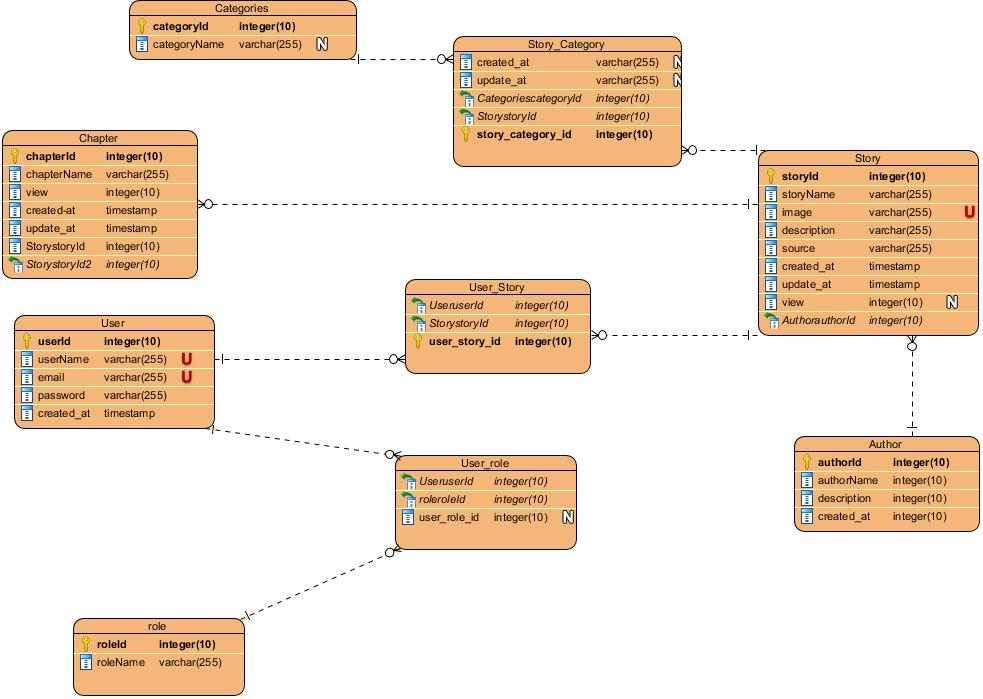 Categories
categoryId integer(10)
categoryName varchar(255) N
Story_Category
created_at varchar(255) N
update_at varchar(255) N
CategoriescategoryId integer(10)
StorystoryId integer(10)
story_category_id integer(10)
Chapter
chapterId integer(10)
chapterName varchar(255)
view integer(10)
created-at timestamp
update_at timestamp
StorystoryId integer(10)
StorystoryId2 integer(10)
Story
storyId integer(10)
storyName varchar(255)
image varchar(255) U
description varchar(255)
source varchar(255)
created_at timestamp
update_at timestamp
view integer(10) N
AuthorauthorId integer(10)
User_Story
UseruserId integer(10)
StorystoryId integer(10)
user_story_id integer(10)
User
userId integer(10)
userName varchar(255) U
email varchar(255) U
password varchar(255)
created_at timestamp
Author
authorId integer(10)
authorName integer(10)
description integer(10)
created_at integer(10)
User_role
UseruserId integer(10)
roleroleId integer(10)
user_role_id integer(10) N
role
roleId integer(10)
roleName varchar(255)